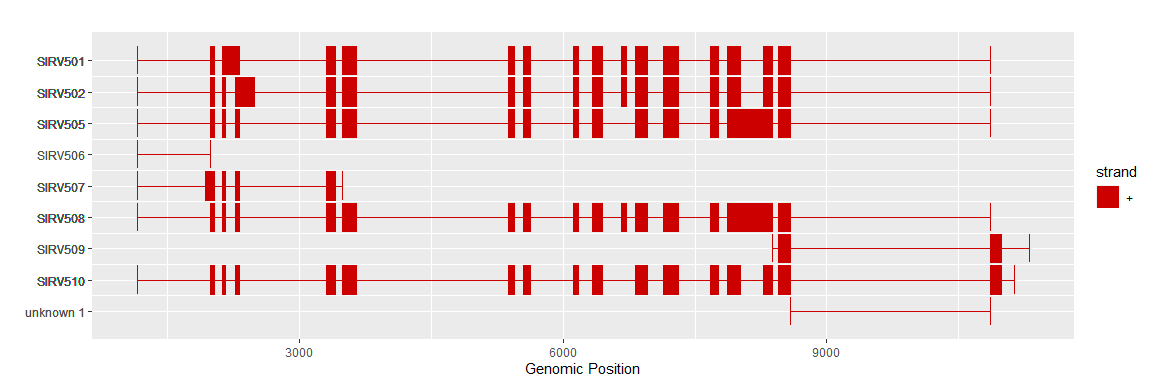 SIRV501
SIRV502
SIRV505
SIRV506
SIRV507
SIRV508
SIRV509
SIRV510
unknown 1
3000
6000
9000
Genomic Position
strand
+